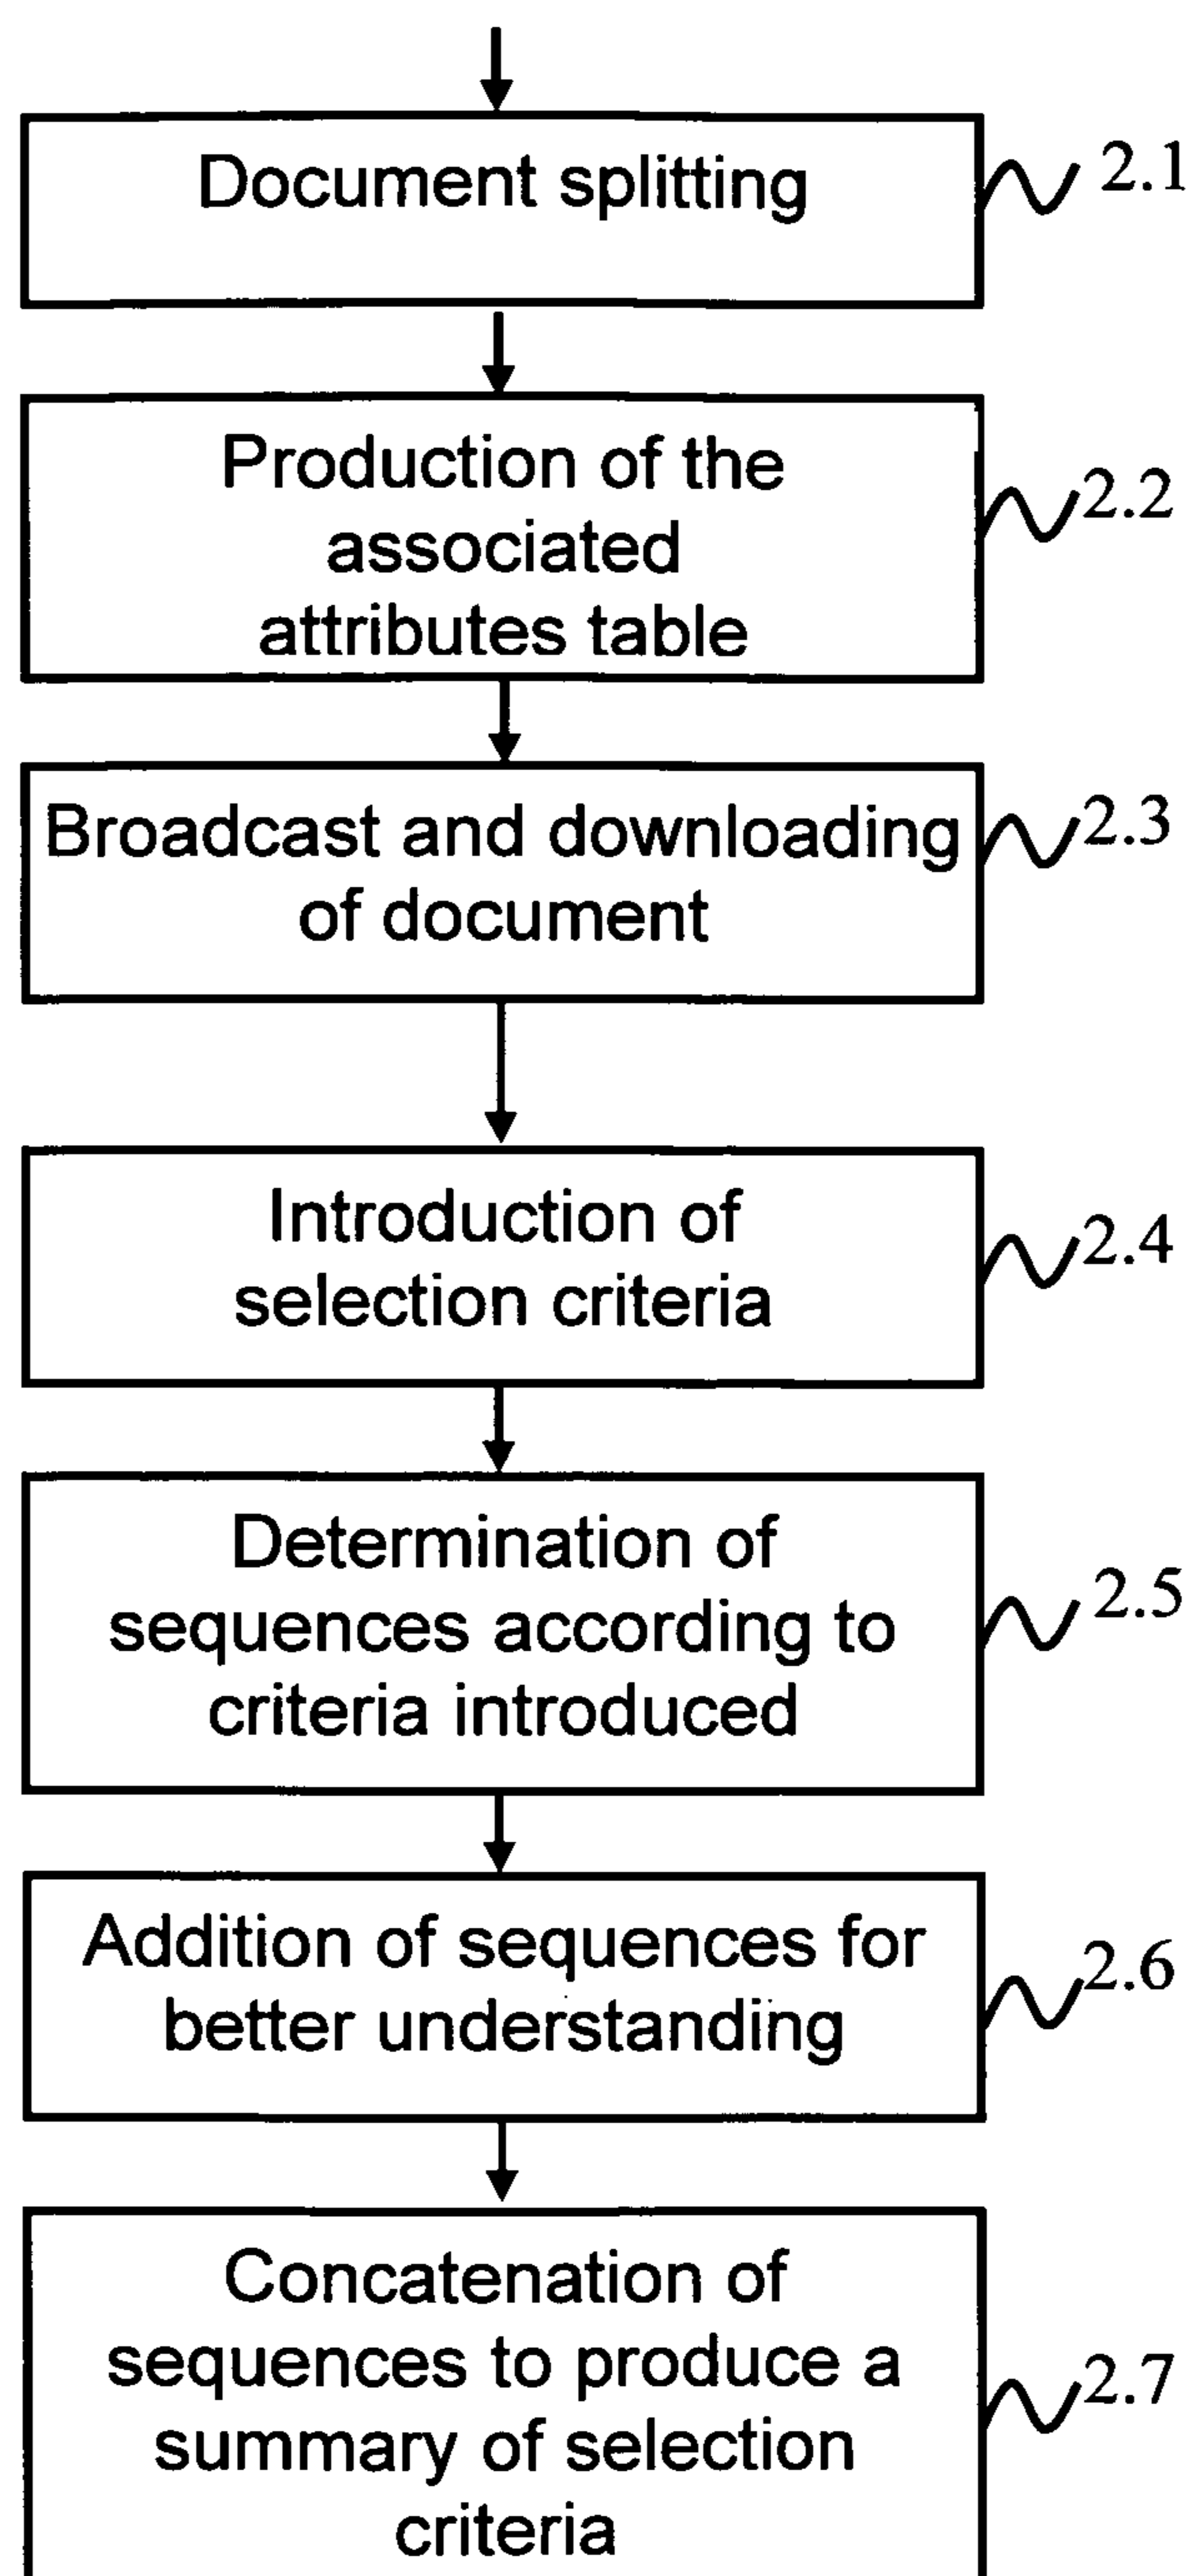 Document splitting
2.1
Production of the
associated
attributes table
2.2
Broadcast and downloading
of document
2.3
Introduction of
selection criteria
2.4
Determination of
sequences according to
criteria introduced
2.5
Addition of sequences for
better understanding
2.6
Concatenation of
sequences to produce a
summary of selection
criteria
2.7